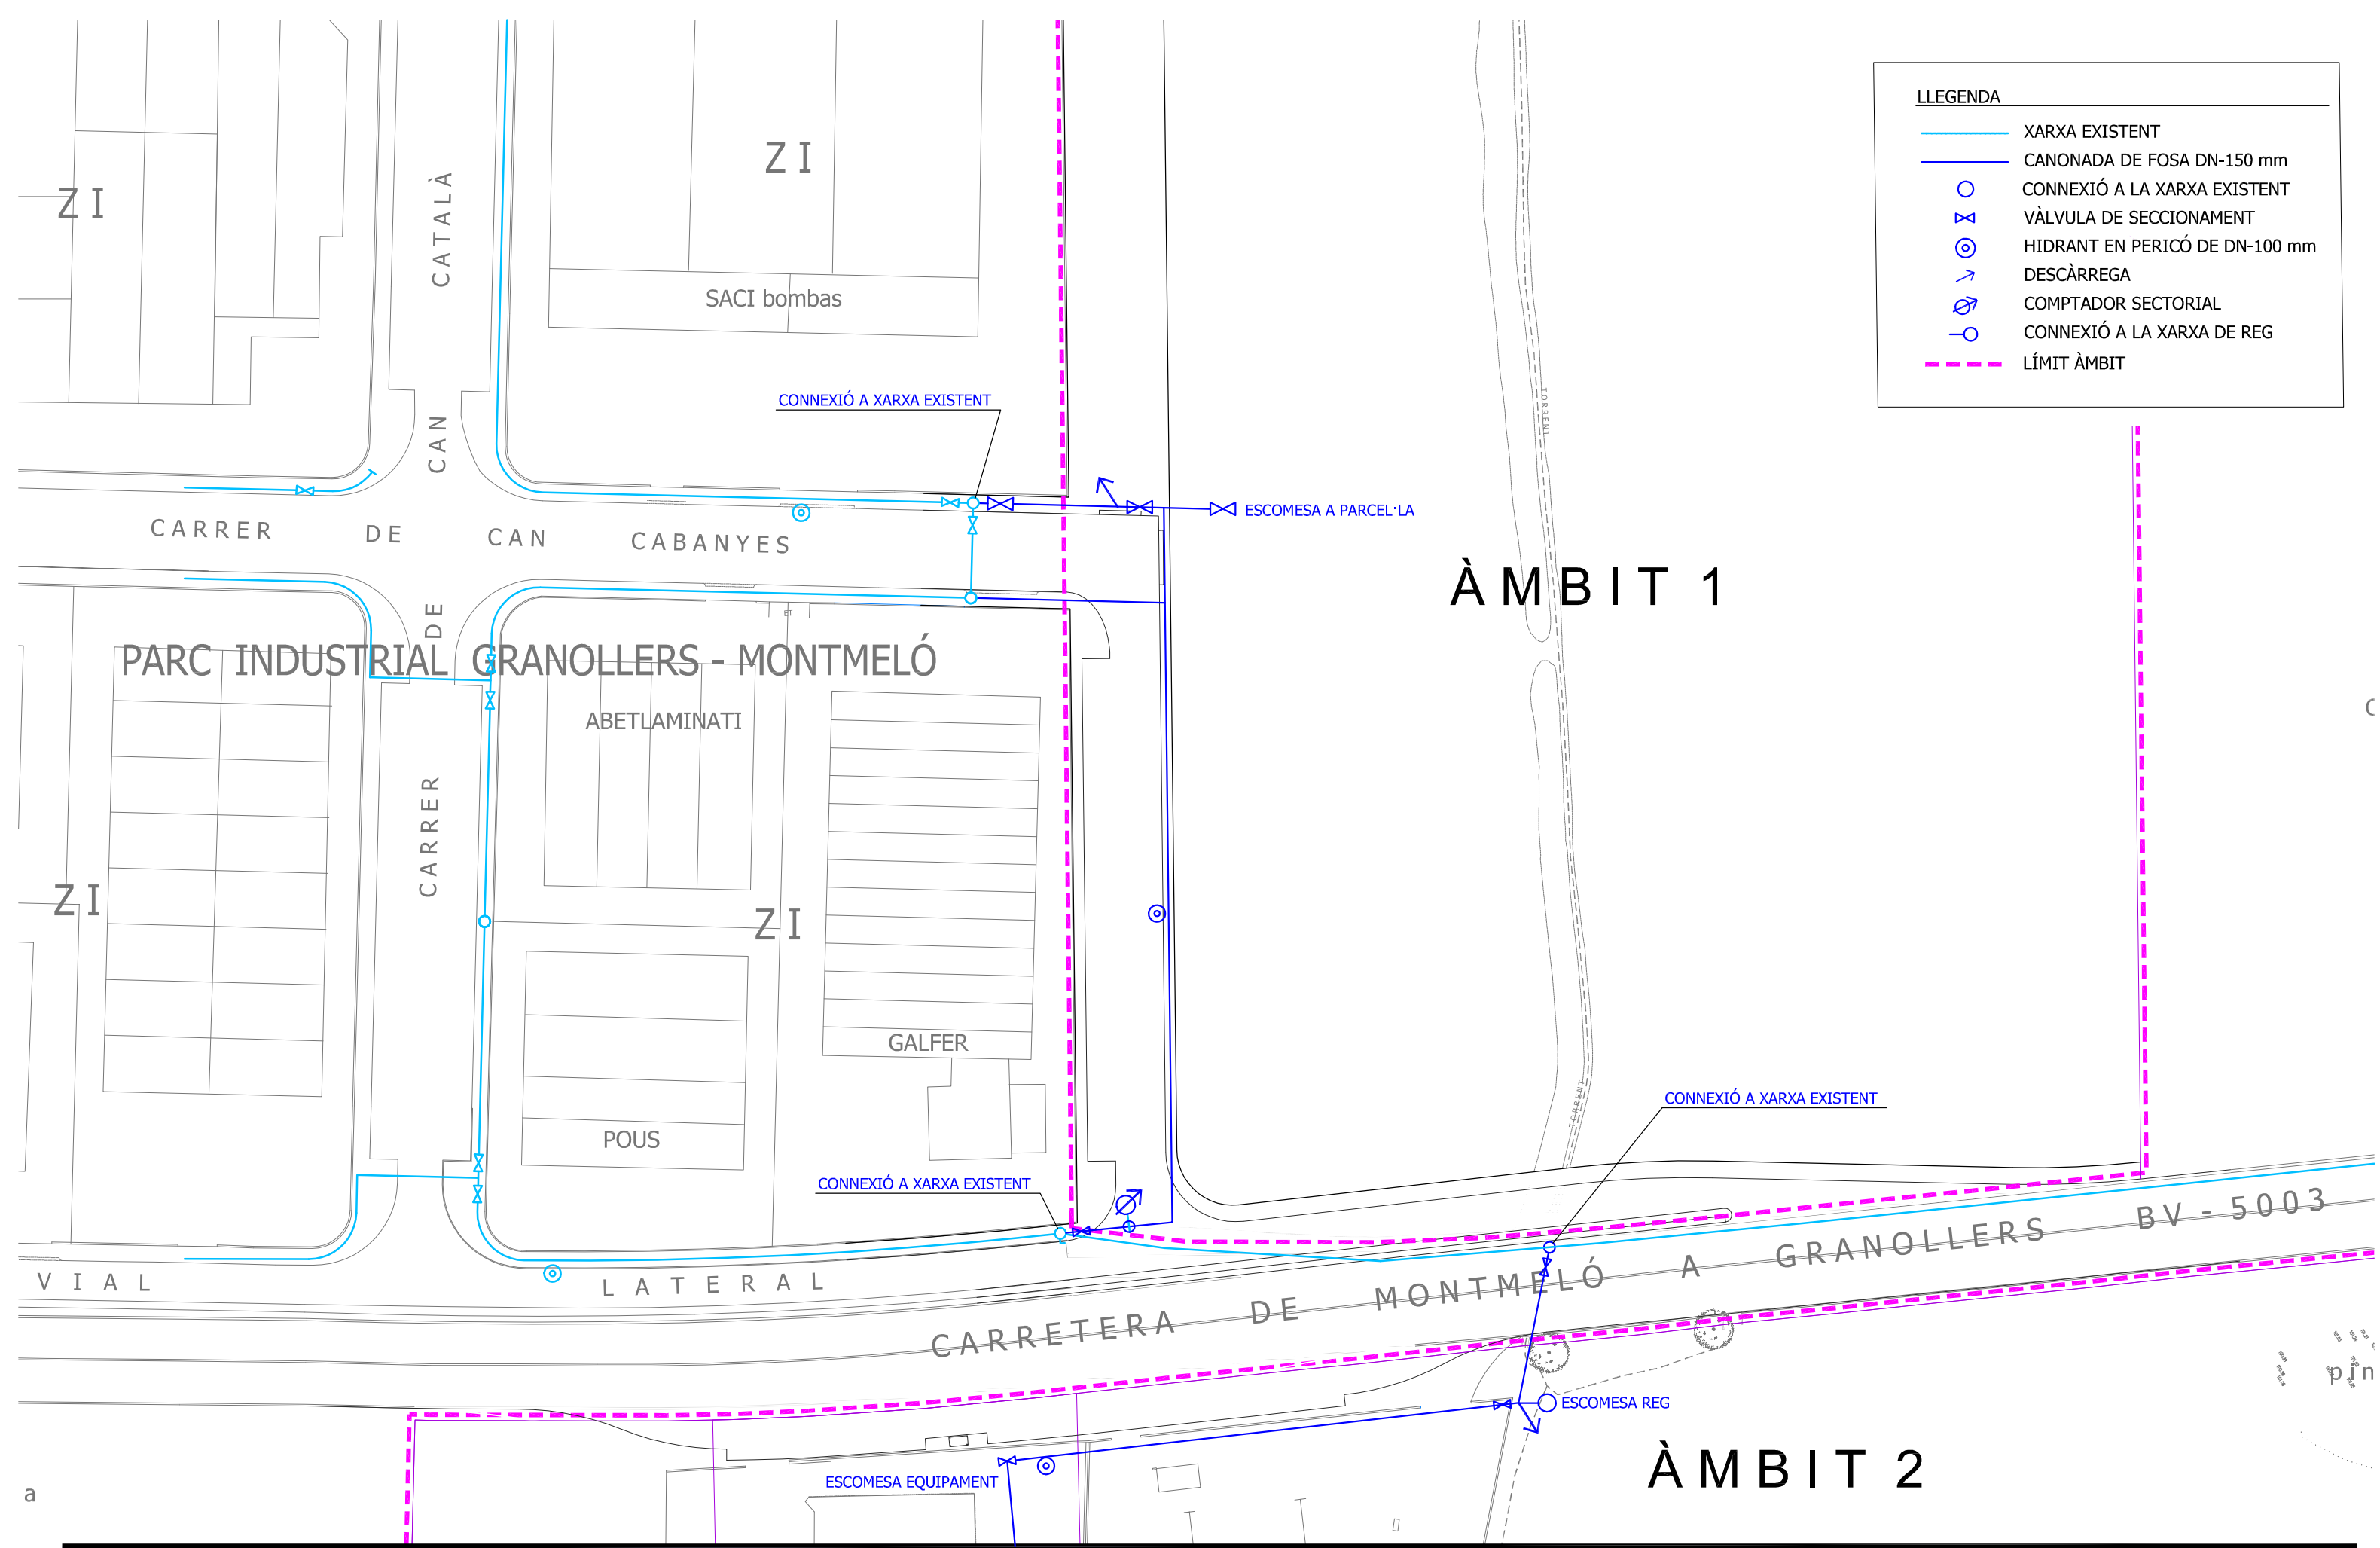 LLEGENDA
XARXA EXISTENT
CANONADA DE FOSA DN-150 mm
CONNEXIÓ A LA XARXA EXISTENT
VÀLVULA DE SECCIONAMENT
HIDRANT EN PERICÓ DE DN-100 mm
DESCÀRREGA
COMPTADOR SECTORIAL
CONNEXIÓ A LA XARXA DE REG
LÍMIT ÀMBIT
Z I
Z I
SACI bombas
CARRER DE CAN CATALÀ
CONNEXIÓ A XARXA EXISTENT
TORRENT
ESCOMESA A PARCEL·LA
CARRER DE CAN CABANYES
ÀMBIT 1
ET
PARC INDUSTRIAL GRANOLLERS - MONTMELÓ
ABETLAMINATI
Z I
Z I
GALFER
POUS
TORRENT
CONNEXIÓ A XARXA EXISTENT
CONNEXIÓ A XARXA EXISTENT
VIAL LATERAL
CARRETERA DE MONTMELÓ A GRANOLLERS BV-5003
pin
ESCOMESA REG
ESCOMESA EQUIPAMENT
ÀMBIT 2
a